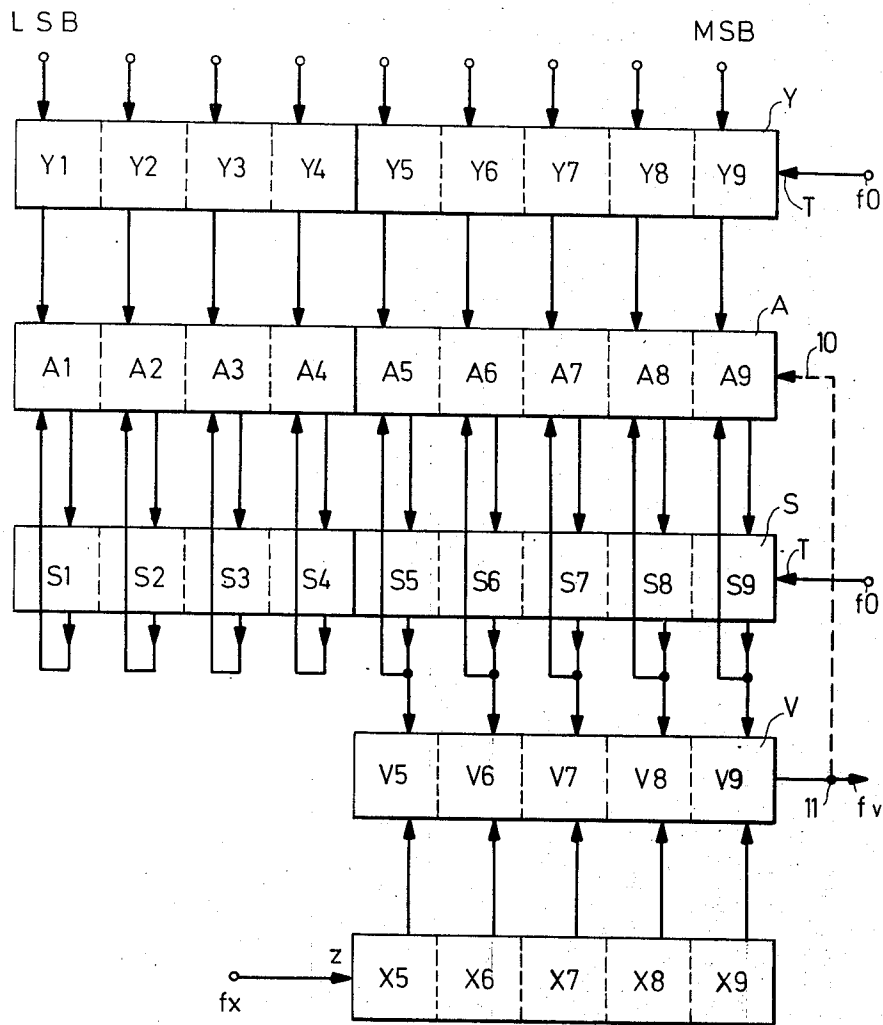 LSB MSB
Y
Y1 Y2 Y3 Y4 Y5 Y6 Y7 Y8 Y9
T f0
A
10
A1 A2 A3 A4 A5 A6 A7 A8 A9
S
S1 S2 S3 S4 S5 S6 S7 S8 S9
T f0
V
V5 V6 V7 V8 V9
11 fv
z
fx
X5 X6 X7 X8 X9